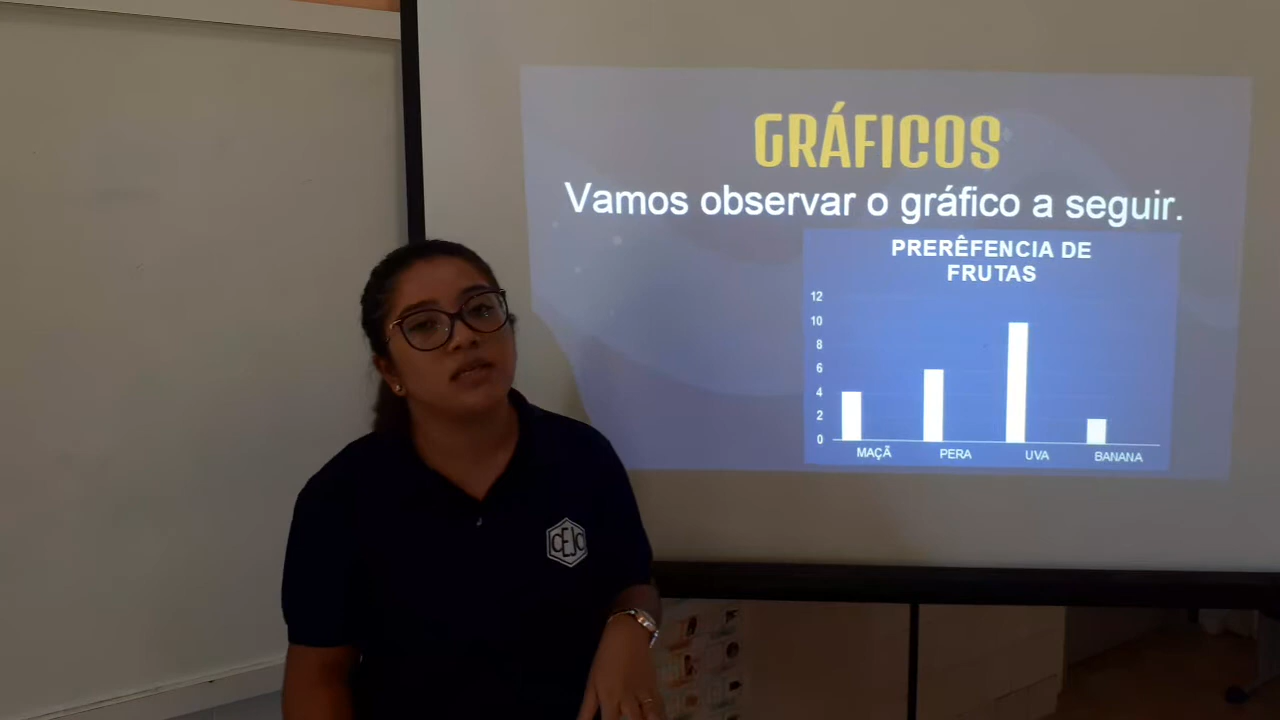 GRÁFICOS
Vamos observar o gráfico a seguir.
PRERÊFENCIA DE
FRUTAS
12
10
8
6
4
2
0
MAÇÃ PERA UVA BANANA
CEJC